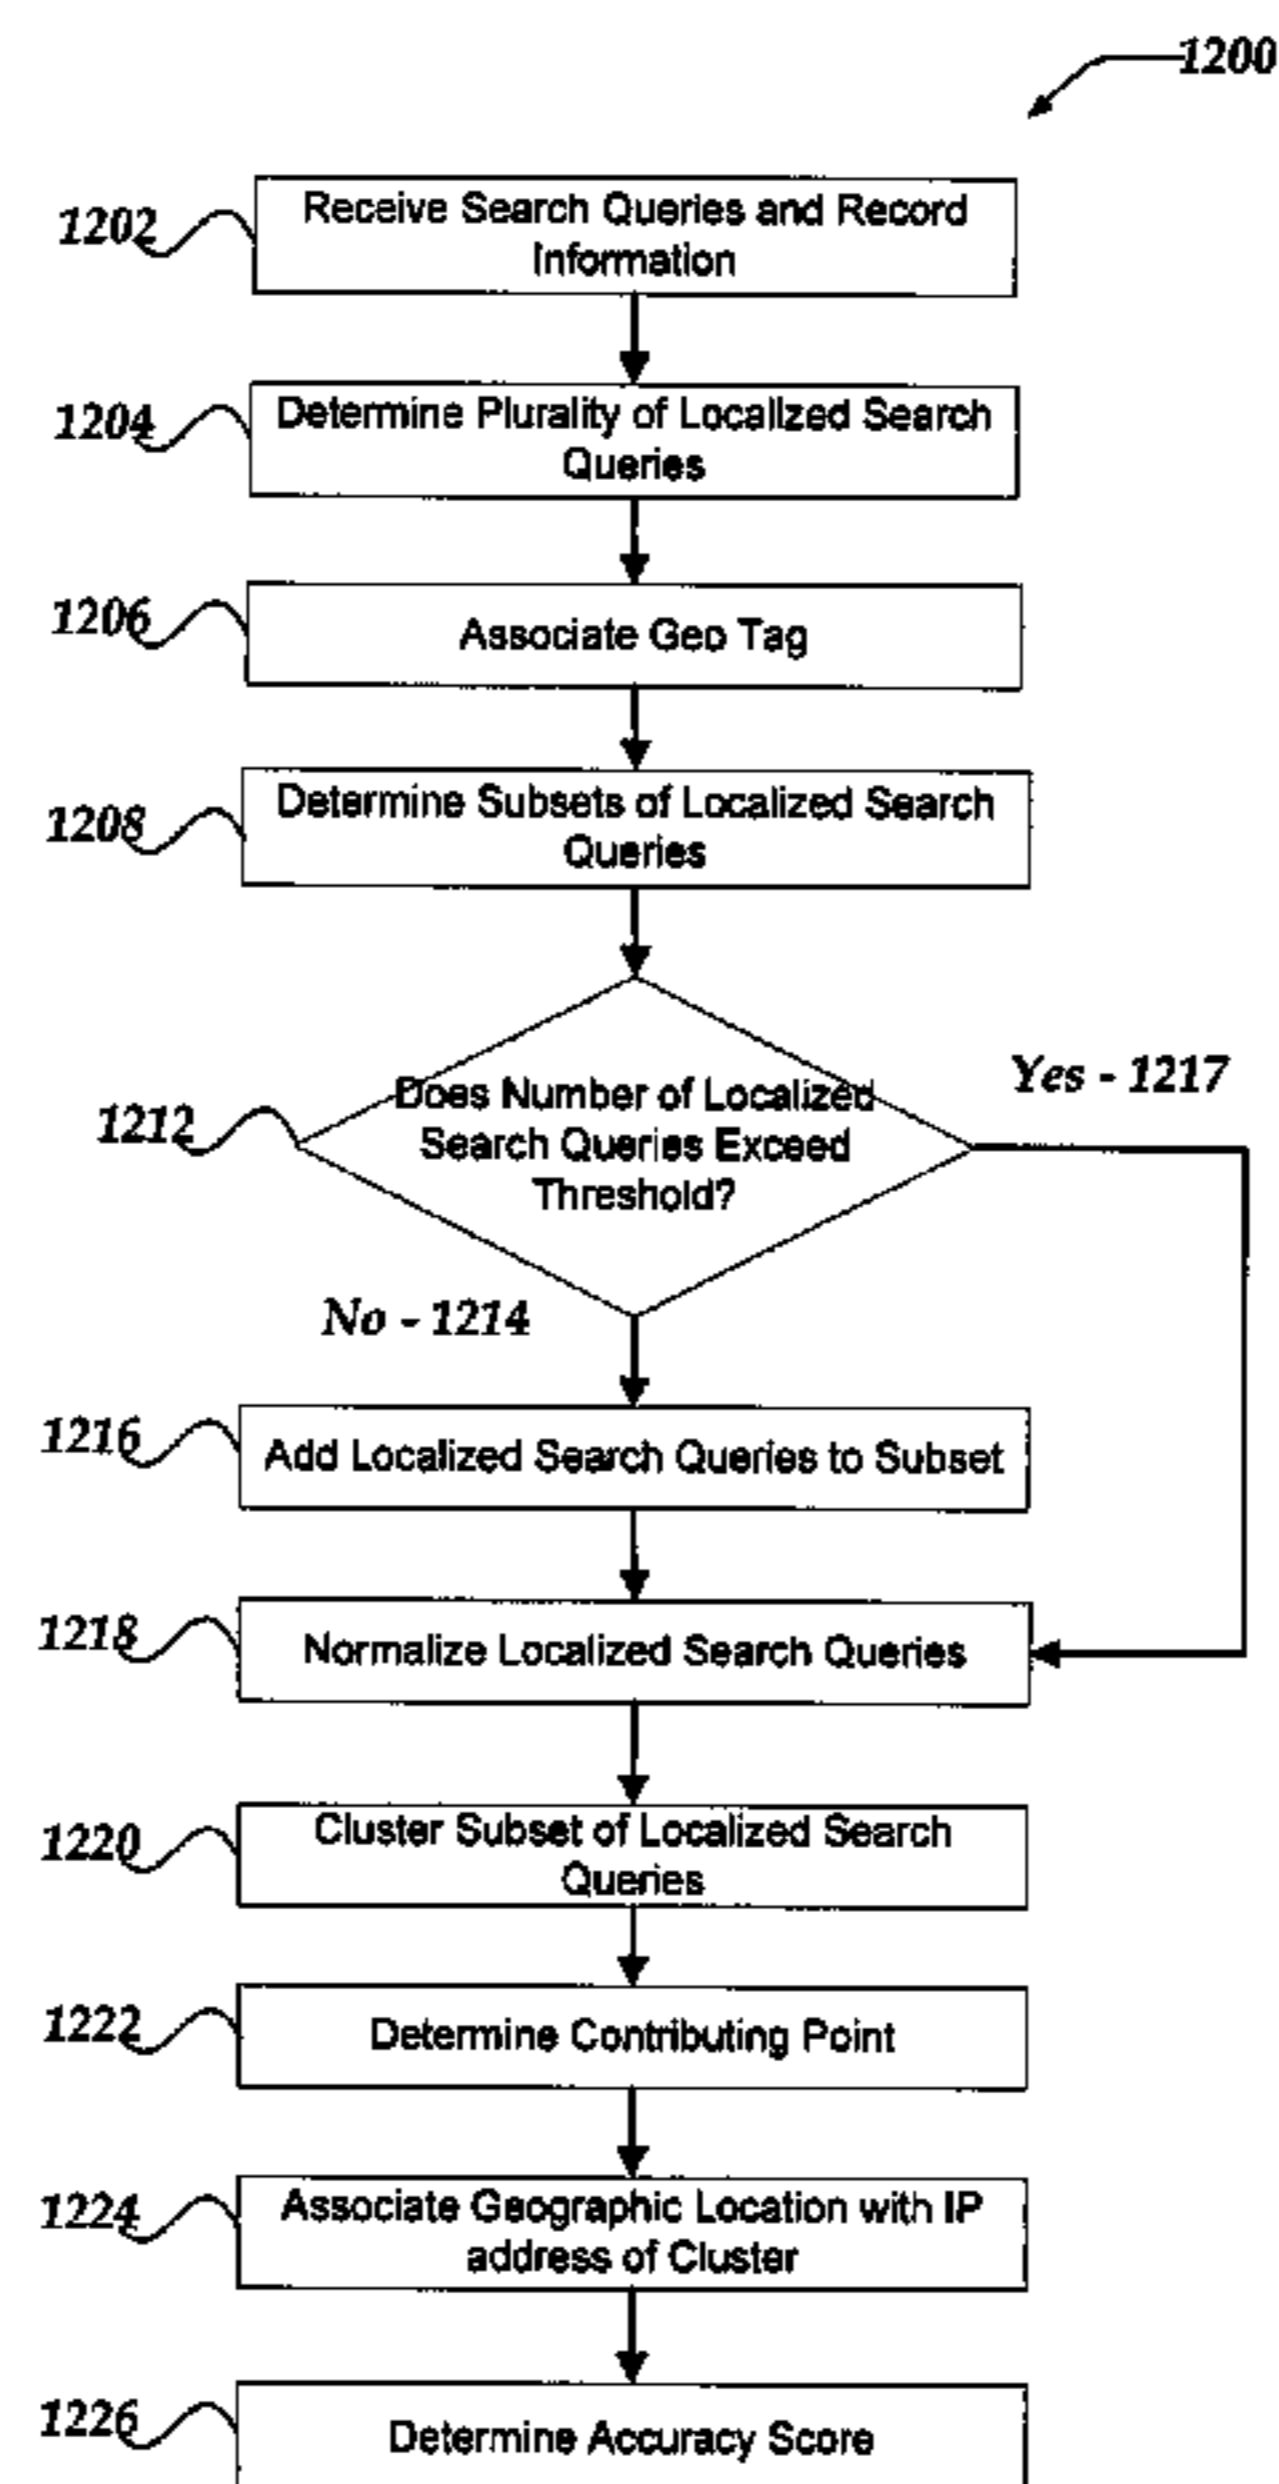 1200
1202
Receive Search Queries and Record
Information
1204
Determine Plurality of Localized Search
Queries
1206
Associate Geo Tag
1208
Determine Subsets of Localized Search
Queries
1212
Does Number of Localized
Search Queries Exceed
Threshold?
Yes - 1217
No - 1214
1216
Add Localized Search Queries to Subset
1218
Normalize Localized Search Queries
1220
Cluster Subset of Localized Search
Queries
1222
Determine Contributing Point
1224
Associate Geographic Location with IP
address of Cluster
1226
Determine Accuracy Score